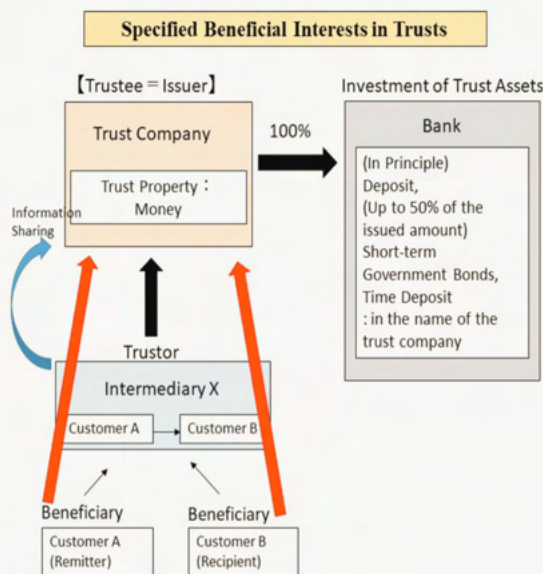 Specified Beneficial Interests in Trusts
【Trustee = Issuer】
Trust Company
Trust Property：
Money
100%
Investment of Trust Assets
Bank
(In Principle)
Deposit,
(Up to 50% of the
issued amount)
Short-term
Government Bonds,
Time Deposit
: in the name of the
trust company
Information
Sharing
Trustor
Intermediary X
Customer A
Customer B
Beneficiary
Customer A
(Remitter)
Beneficiary
Customer B
(Recipient)